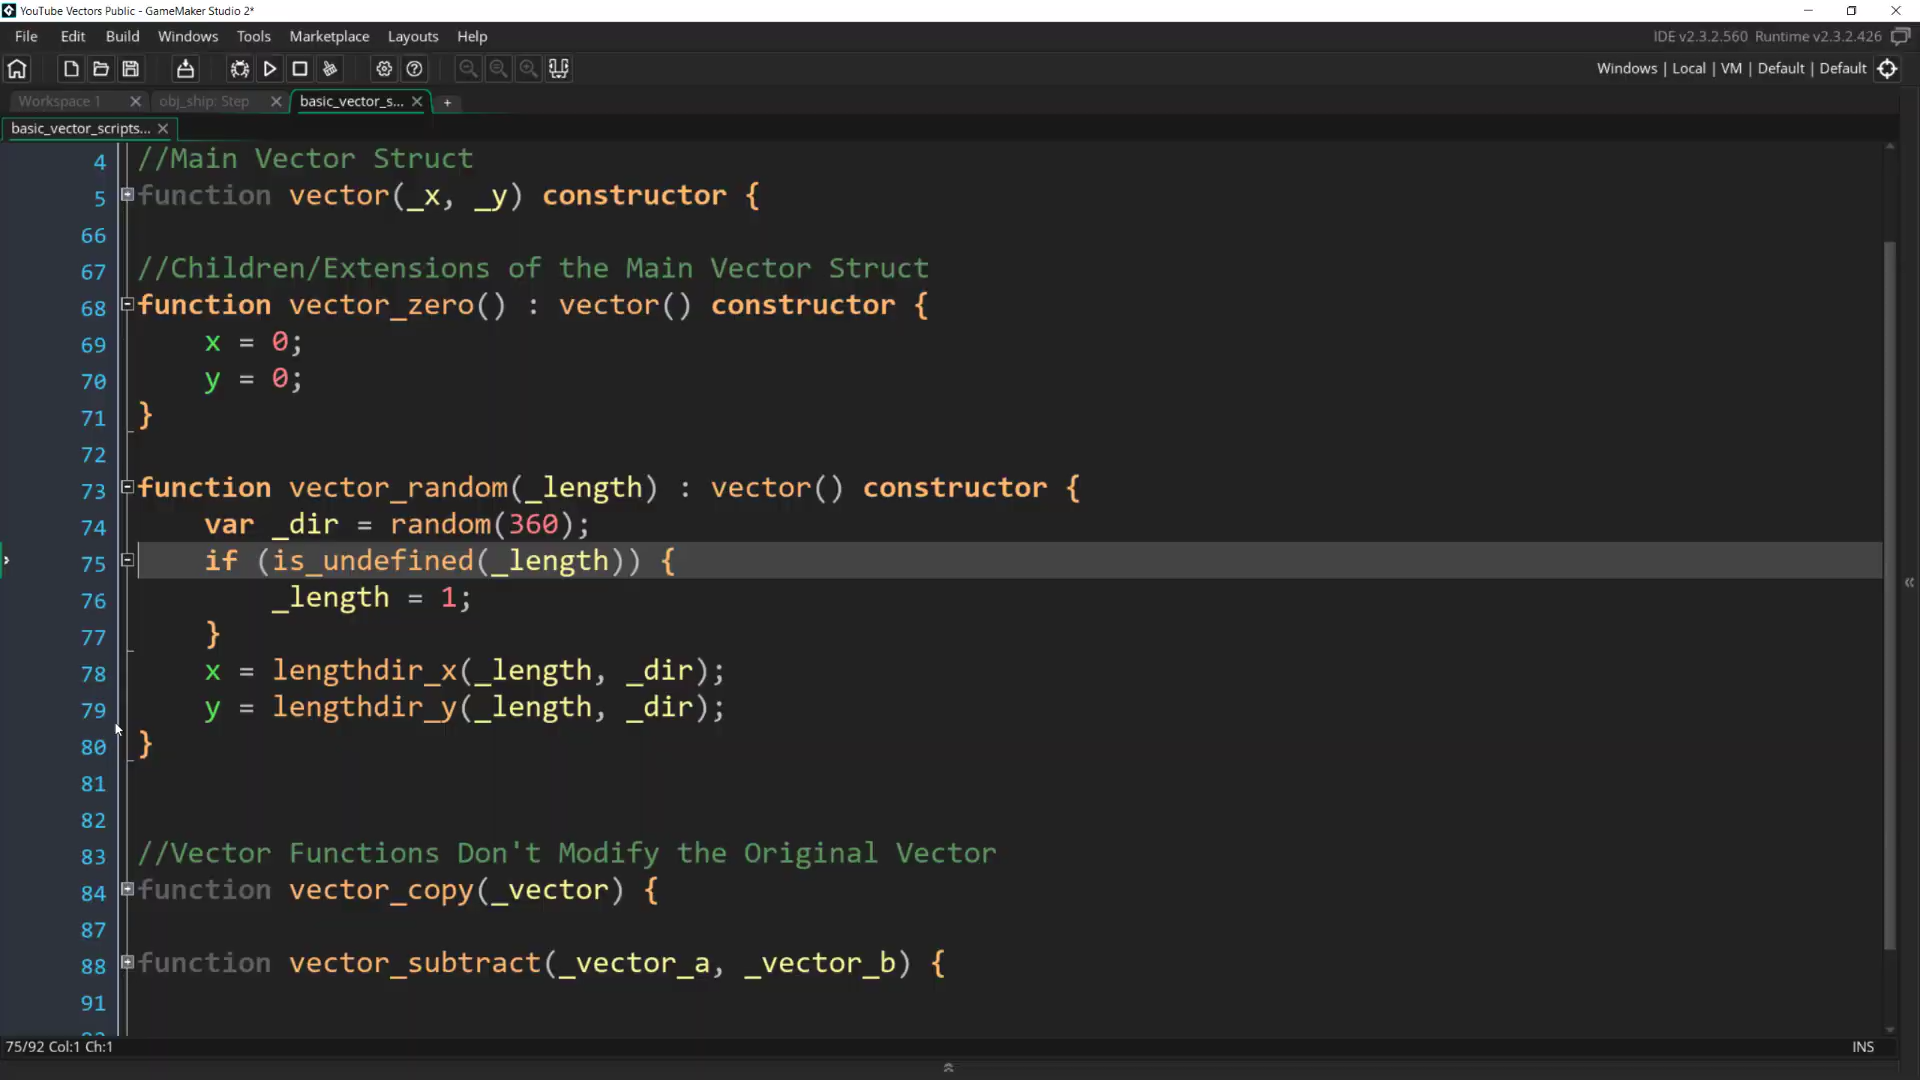 YouTube Vectors Public - GameMaker Studio 2*
File Edit Build Windows Tools Marketplace Layouts Help
IDE v2.3.2.560 Runtime v2.3.2.426
Windows | Local | VM | Default | Default
Workspace 1
obj_ship: Step
basic_vector_s...
basic_vector_scripts...
4 //Main Vector Struct
5 function vector(_x, _y) constructor {
66
67 //Children/Extensions of the Main Vector Struct
68 function vector_zero() : vector() constructor {
69 x = 0;
70 y = 0;
71 }
72
73 function vector_random(_length) : vector() constructor {
74 var _dir = random(360);
75 if (is_undefined(_length)) {
76 _length = 1;
77 }
78 x = lengthdir_x(_length, _dir);
79 y = lengthdir_y(_length, _dir);
80 }
81
82
83 //Vector Functions Don't Modify the Original Vector
84 function vector_copy(_vector) {
87
88 function vector_subtract(_vector_a, _vector_b) {
91
75/92 Col:1 Ch:1
INS